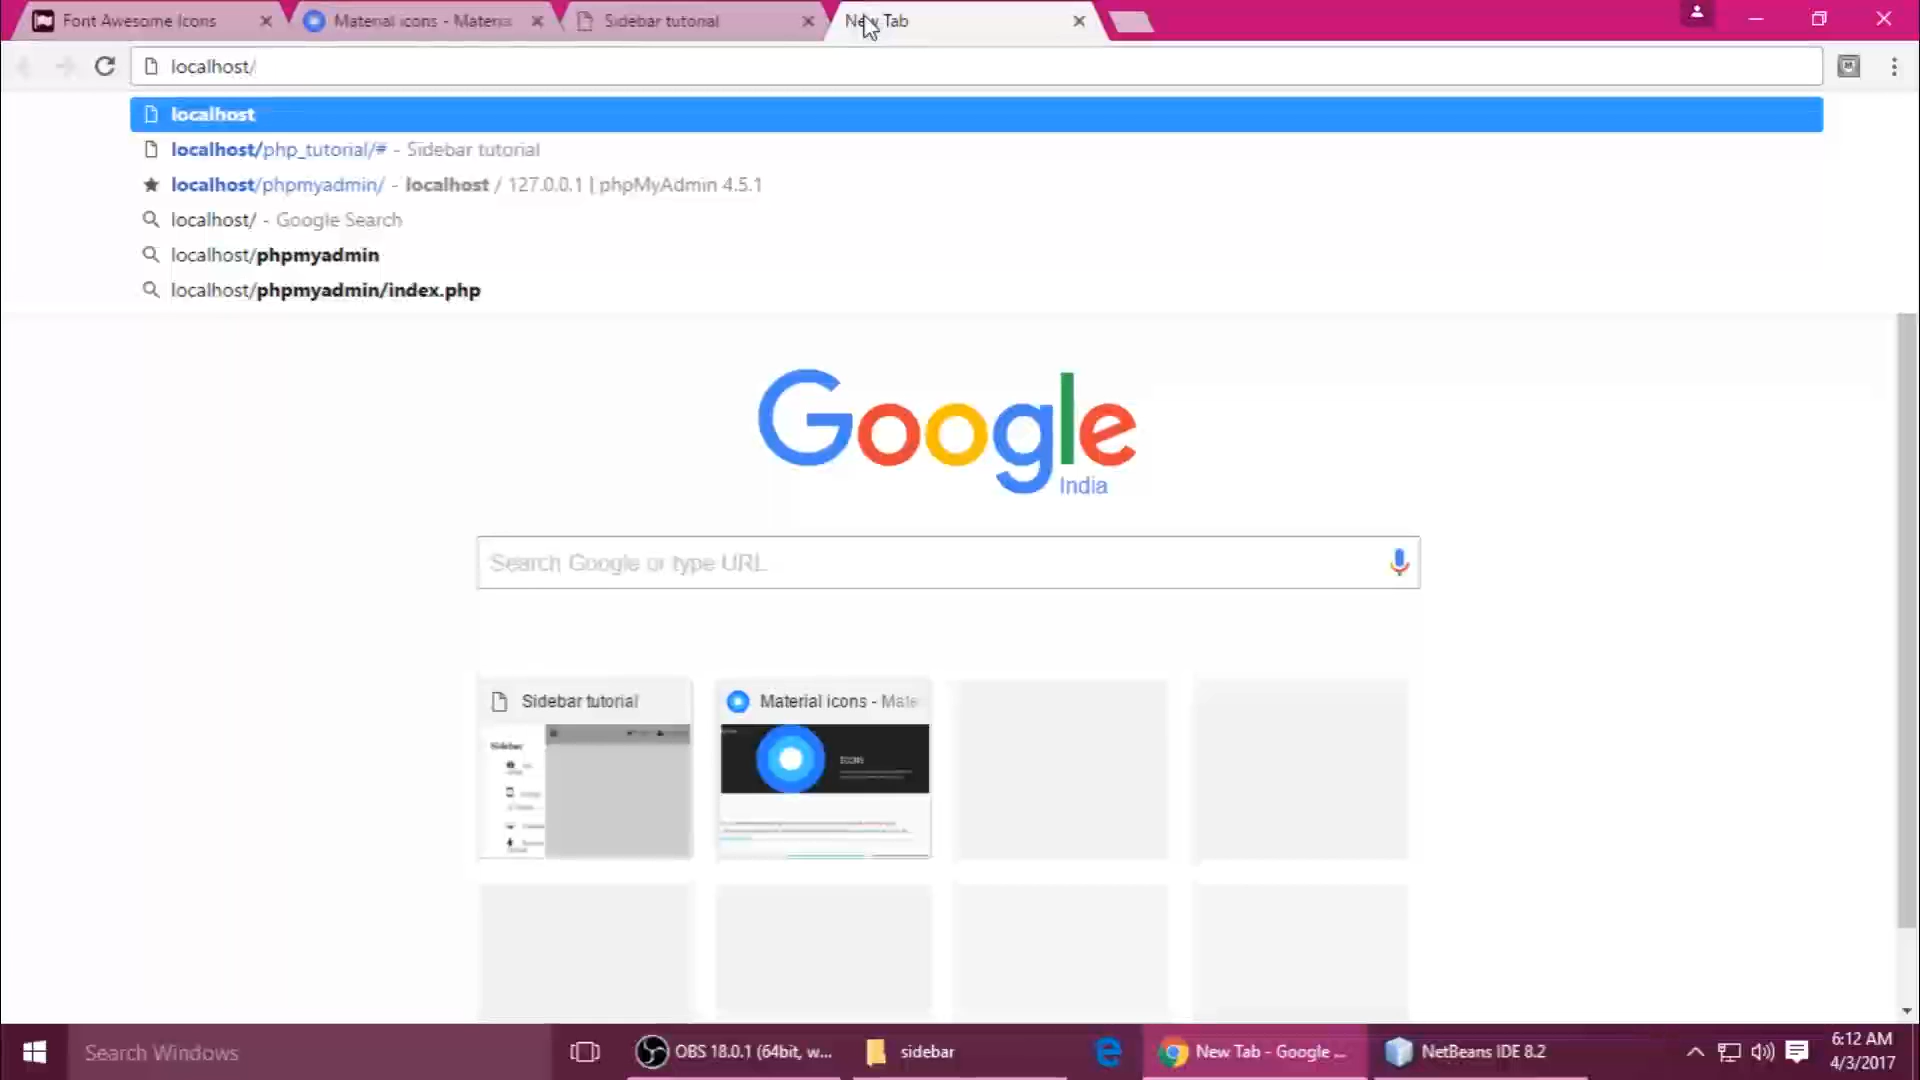 Font Awesome Icons
Material icons - Materia
Sidebar tutorial
New Tab
localhost/
localhost
localhost/php_tutorial/# - Sidebar tutorial
localhost/phpmyadmin/ - localhost / 127.0.0.1 | phpMyAdmin 4.5.1
localhost/ - Google Search
localhost/phpmyadmin
localhost/phpmyadmin/index.php
Google
India
Search Google or type URL
Sidebar tutorial
Material icons - Mate
Sidebar
ICONS
Search Windows
OBS 18.0.1 (64bit, w...
sidebar
New Tab - Google ...
NetBeans IDE 8.2
6:12 AM
4/3/2017